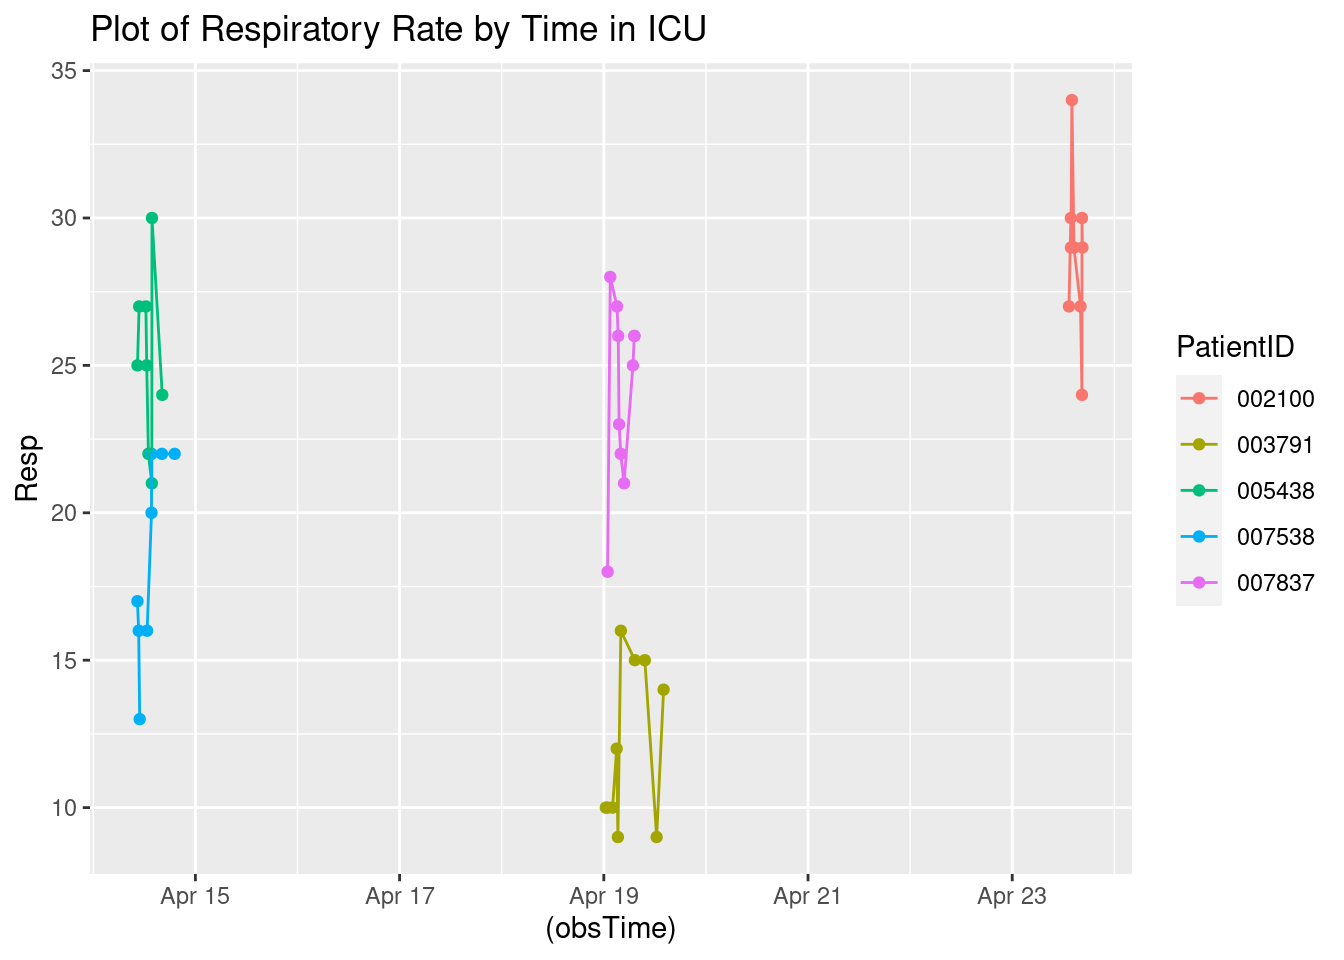 Plot of Respiratory Rate by Time in ICU
35
30
25
20
15
10
Resp
Apr 15
Apr 17
Apr 19
Apr 21
Apr 23
(obsTime)
PatientID
002100
003791
005438
007538
007837